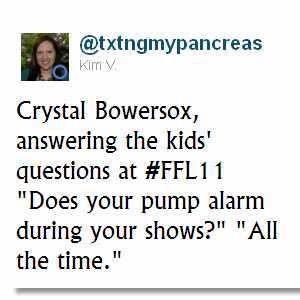 @txtngmypancreas
Kim V.
Crystal Bowersox,
answering the kids'
questions at #FFL11
"Does your pump alarm
during your shows?" "All
the time."